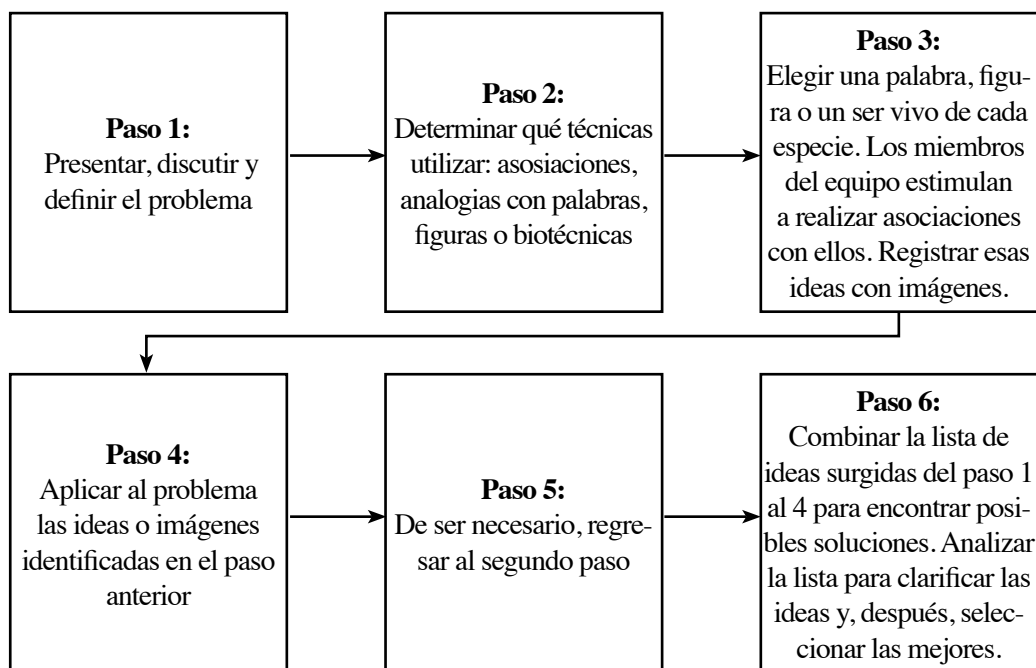 Paso 1:
Presentar, discutir y
definir el problema
Paso 2:
Determinar qué técnicas
utilizar: asosiaciones,
analogias con palabras,
figuras o biotécnicas
Paso 3:
Elegir una palabra, figu-
ra o un ser vivo de cada
especie. Los miembros
del equipo estimulan
a realizar asociaciones
con ellos. Registrar esas
ideas con imágenes.
Paso 4:
Aplicar al problema
las ideas o imágenes
identificadas en el paso
anterior
Paso 5:
De ser necesario, regre-
sar al segundo paso
Paso 6:
Combinar la lista de
ideas surgidas del paso 1
al 4 para encontrar posi-
bles soluciones. Analizar
la lista para clarificar las
ideas y, después, selec-
cionar las mejores.